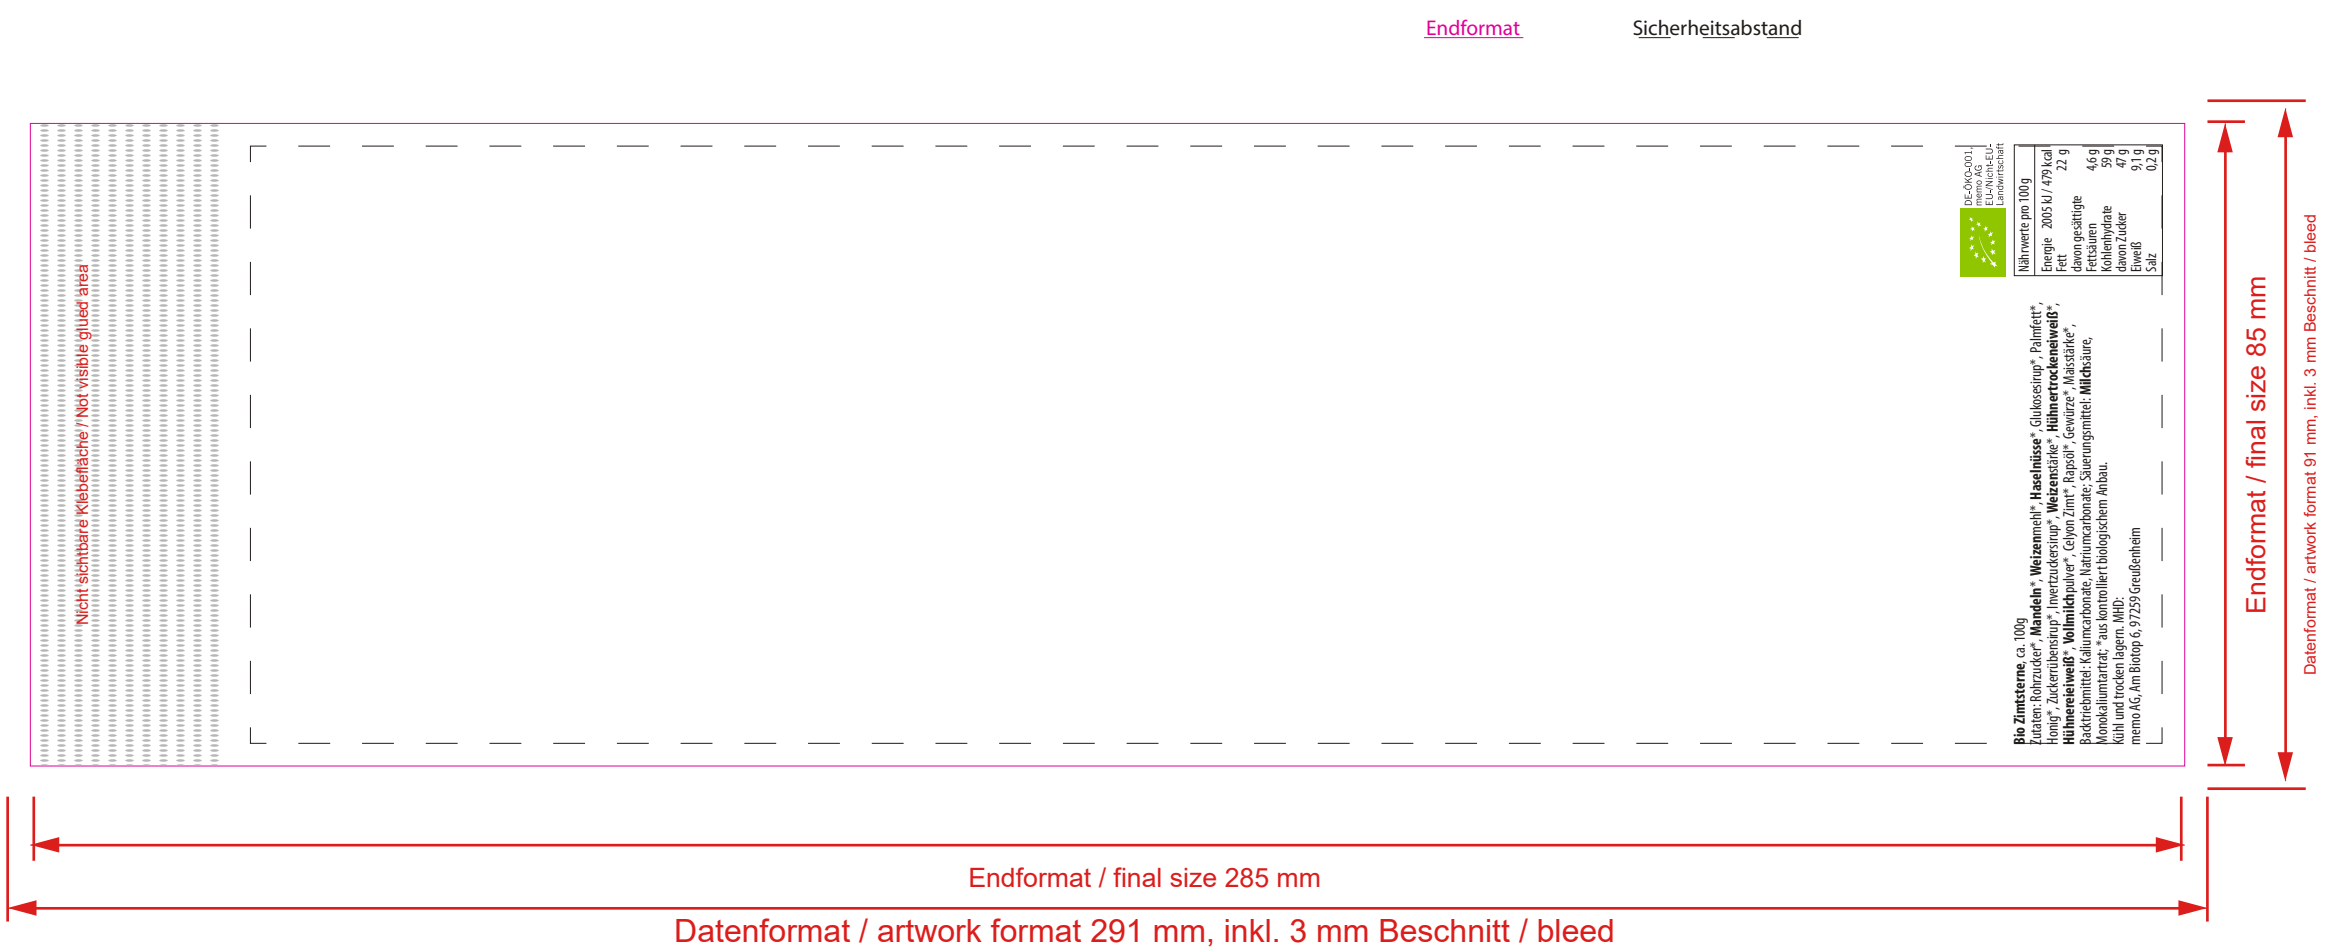 Endformat
Sicherheitsabstand
Nicht sichtbare Klebefläche / Not visible glued area
DE-ÖKO-001,
memo AG
EU-/Nicht-EU-
Landwirtschaft
Nährwerte pro 100g
Energie 2005 kJ / 479 kcal
Fett 22 g
davon gesättigte
Fettsäuren 4,6 g
Kohlenhydrate 59 g
davon Zucker 47 g
Eiweiß 9,1 g
Salz 0,2 g
Bio Zimtsterne, ca. 100g
Zutaten: Rohrzucker*, Mandeln*, Weizenmehl*, Haselnüsse*, Glukosesirup*, Palmfett*,
Honig*, Zuckerrübensirup*, Invertzuckersirup*, Weizenstärke*, Hühnertrockeneiweiß*,
Hühnereieiweiß*, Vollmilchpulver*, Celyon Zimt*, Rapsöl*, Gewürze*, Maisstärke*,
Backtriebmittel: Kaliumcarbonate, Natriumcarbonate; Säuerungsmittel: Milchsäure,
Monokaliumtartrat; *aus kontrolliert biologischem Anbau.
Kühl und trocken lagern. MHD:
memo AG, Am Biotop 6, 97259 Greußenheim
Endformat / final size 85 mm
Datenformat / artwork format 91 mm, inkl. 3 mm Beschnitt / bleed
Endformat / final size 285 mm
Datenformat / artwork format 291 mm, inkl. 3 mm Beschnitt / bleed